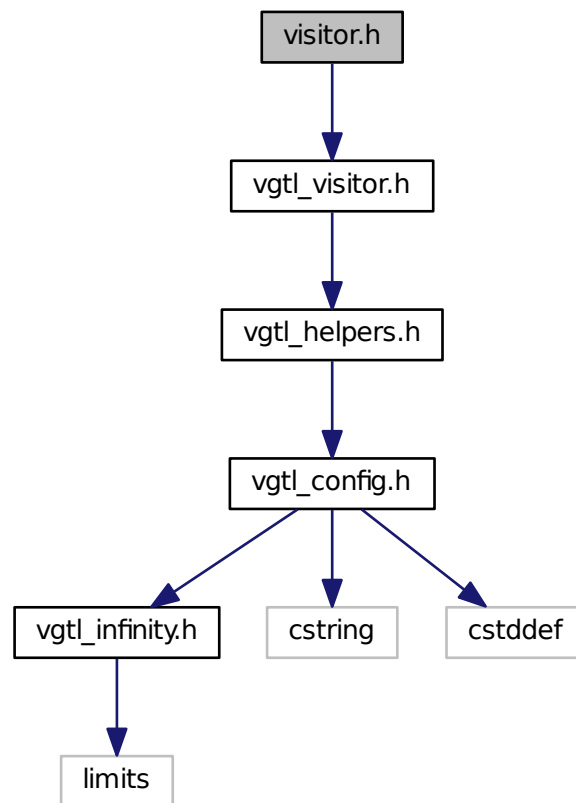 visitor.h
vgtl_visitor.h
vgtl_helpers.h
vgtl_config.h
vgtl_infinity.h
cstring
cstddef
limits